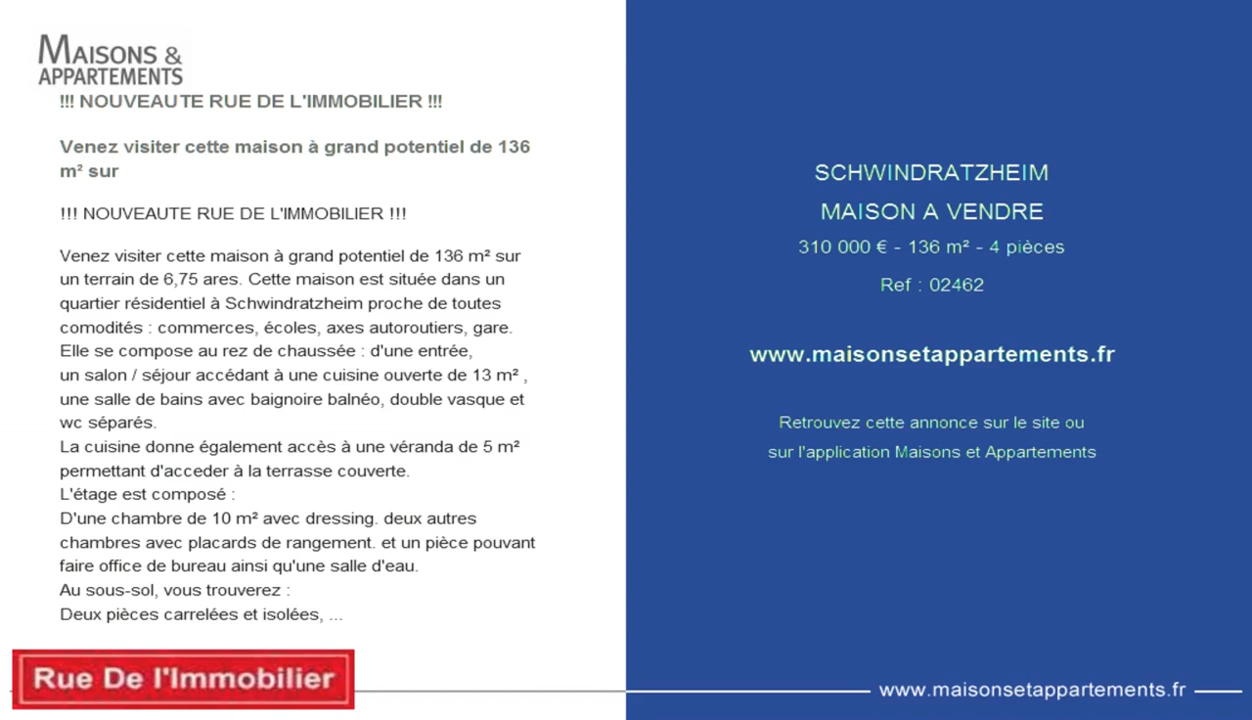 MAISONS &
APPARTEMENTS
!!! NOUVEAUTE RUE DE L'IMMOBILIER !!!
Venez visiter cette maison à grand potentiel de 136
m² sur
!!! NOUVEAUTE RUE DE L'IMMOBILIER !!!
Venez visiter cette maison à grand potentiel de 136 m² sur
un terrain de 6,75 ares. Cette maison est située dans un
quartier résidentiel à Schwindratzheim proche de toutes
comodités : commerces, écoles, axes autoroutiers, gare.
Elle se compose au rez de chaussée : d'une entrée,
un salon / séjour accédant à une cuisine ouverte de 13 m² ,
une salle de bains avec baignoire balnéo, double vasque et
wc séparés.
La cuisine donne également accès à une véranda de 5 m²
permettant d'acceder à la terrasse couverte.
L'étage est composé :
D'une chambre de 10 m² avec dressing. deux autres
chambres avec placards de rangement. et un pièce pouvant
faire office de bureau ainsi qu'une salle d'eau.
Au sous-sol, vous trouverez :
Deux pièces carrelées et isolées, ...
Rue De l'Immobilier
SCHWINDRATZHEIM
MAISON A VENDRE
310 000 € - 136 m² - 4 pièces
Ref : 02462
www.maisonsetappartements.fr
Retrouvez cette annonce sur le site ou
sur l'application Maisons et Appartements
www.maisonsetappartements.fr